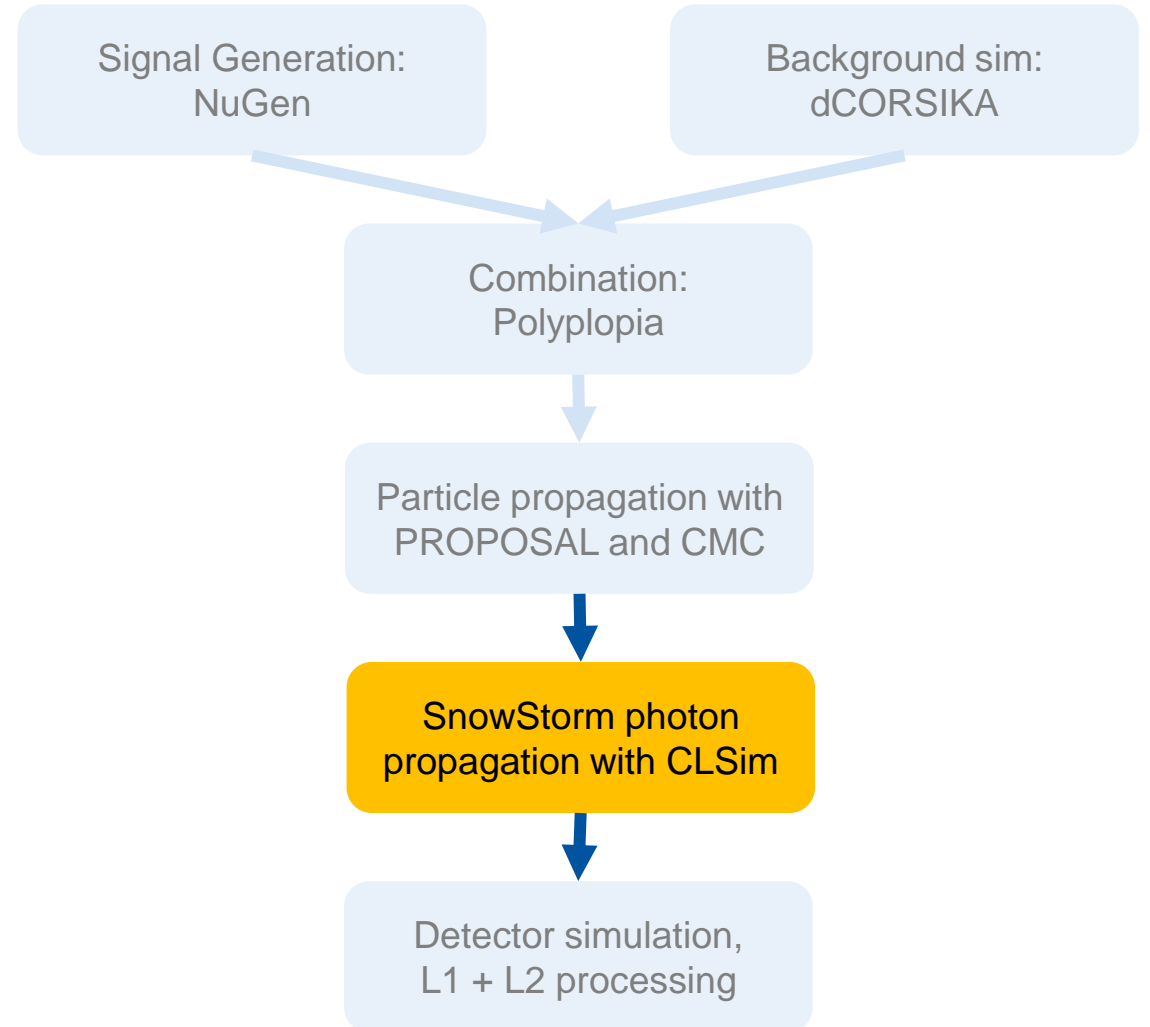 Signal Generation:
NuGen
Background sim:
dCORSIKA
Combination:
Polyplopia
Particle propagation with
PROPOSAL and CMC
SnowStorm photon
propagation with CLSim
Detector simulation,
L1 + L2 processing